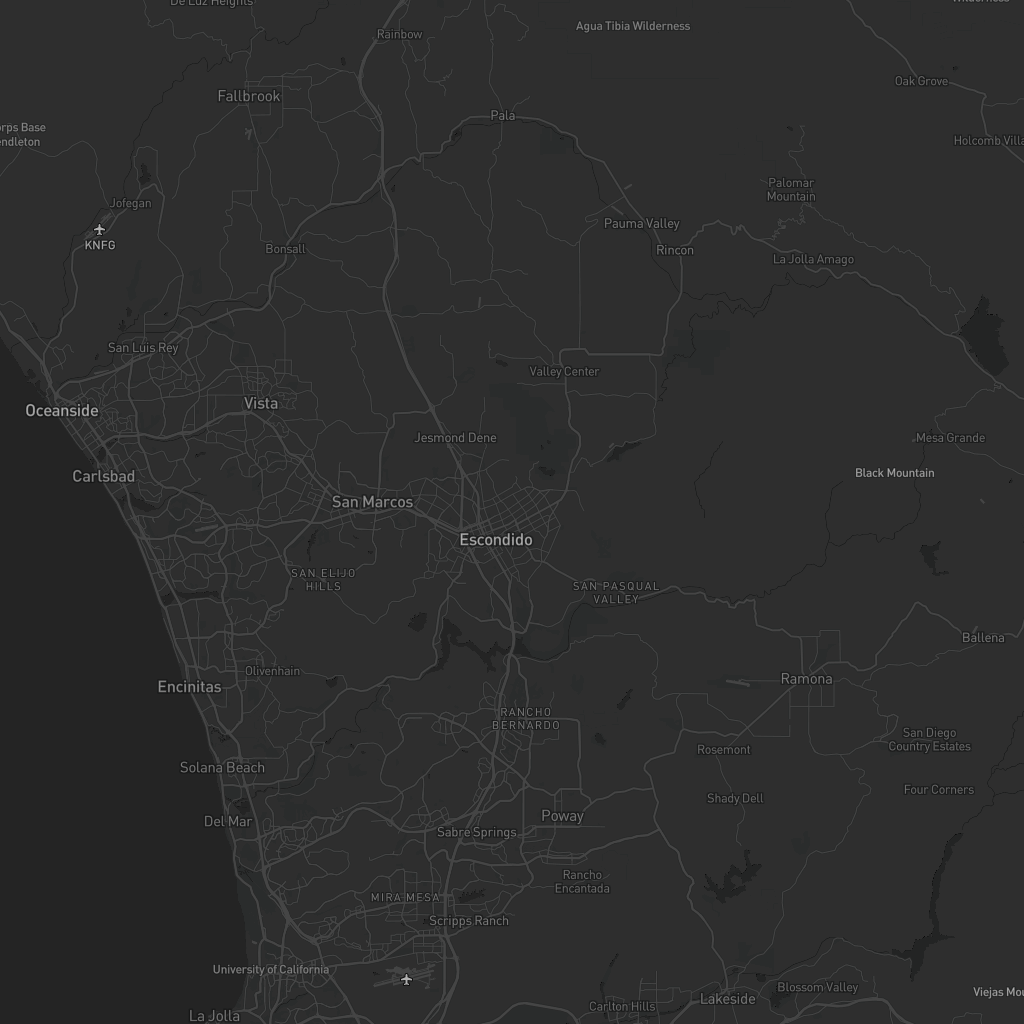 De Luz Heights
Wilderness
Agua Tibia Wilderness
Rainbow
Oak Grove
Fallbrook
Pala
orps Base
endleton
Holcomb Villa
Palomar
Mountain
Jofegan
Pauma Valley
KNFG
Bonsall
Rincon
La Jolla Amago
San Luis Rey
Valley Center
Oceanside
Vista
Jesmond Dene
Mesa Grande
Carlsbad
Black Mountain
San Marcos
Escondido
SAN ELIJO
HILLS
SAN PASQUAL
VALLEY
Ballena
Olivenhain
Encinitas
Ramona
RANCHO
BERNARDO
San Diego
Country Estates
Rosemont
Solana Beach
Four Corners
Shady Dell
Del Mar
Poway
Sabre Springs
Rancho
Encantada
MIRA MESA
Scripps Ranch
University of California
Blossom Valley
Viejas Mou
Lakeside
Carlton Hills
La Jolla